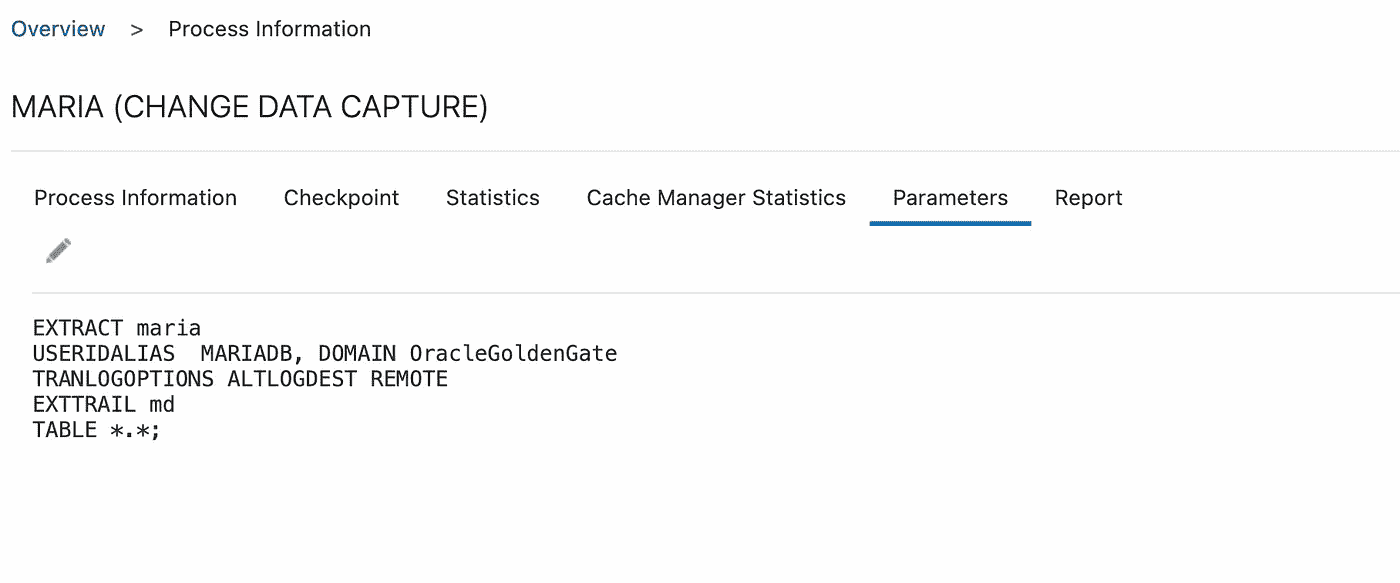 Overview > Process Information
MARIA (CHANGE DATA CAPTURE)
Process Information Checkpoint Statistics Cache Manager Statistics Parameters Report
EXTRACT maria
USERIDALIAS  MARIADB, DOMAIN OracleGoldenGate
TRANLOGOPTIONS ALTLOGDEST REMOTE
EXTTRAIL md
TABLE *.*;